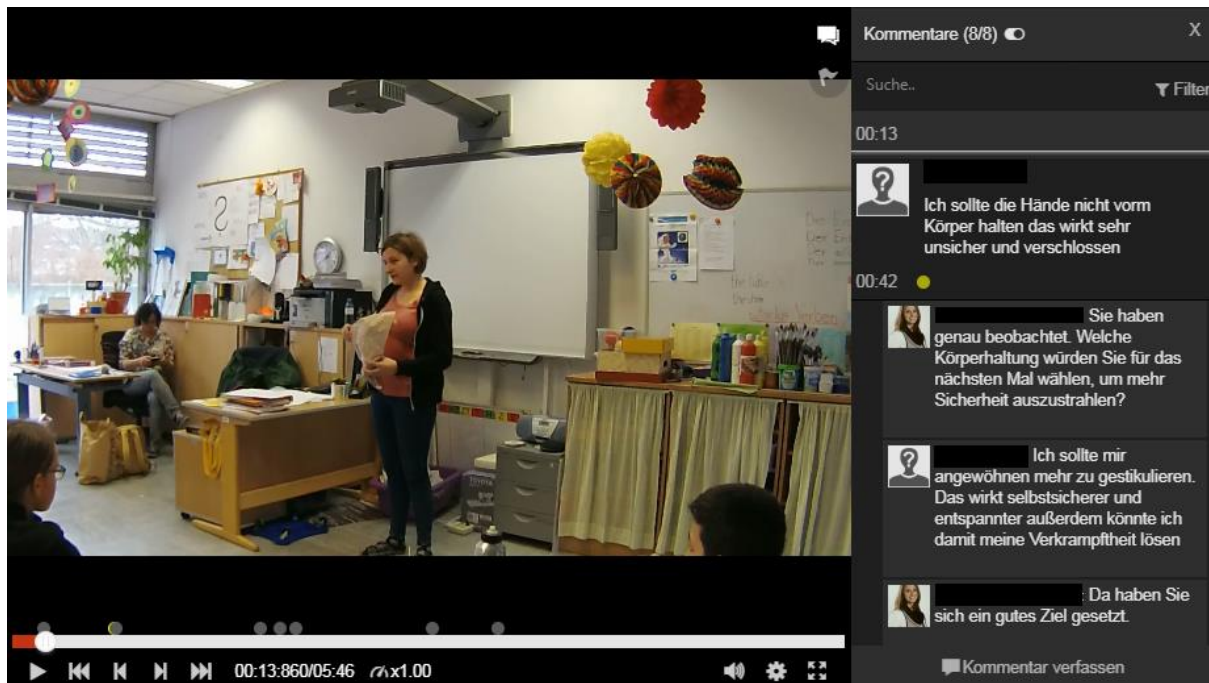 Kommentare (8/8)
X
Suche..
Filter
00:13
Ich sollte die Hände nicht vorm
Körper halten das wirkt sehr
unsicher und verschlossen
00:42
Sie haben
genau beobachtet. Welche
Körperhaltung würden Sie für das
nächsten Mal wählen, um mehr
Sicherheit auszustrahlen?
Ich sollte mir
angewöhnen mehr zu gestikulieren.
Das wirkt selbstsicherer und
entspannter außerdem könnte ich
damit meine Verkrampftheit lösen
: Da haben Sie
sich ein gutes Ziel gesetzt.
Kommentar verfassen
S
starke Verben
00:13:860/05:46
x1.00